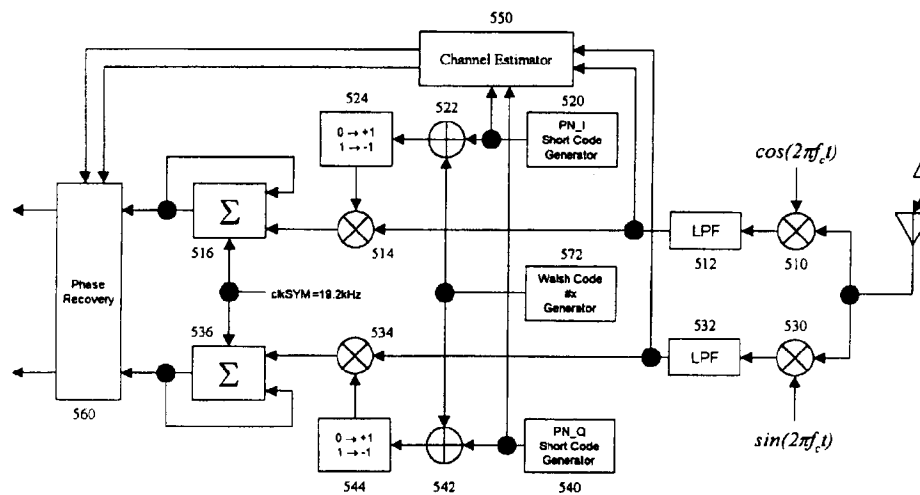 550
Channel Estimator
524
522
520
0 → +1
1 → -1
PN_I
Short Code
Generator
cos(2πf_c t)
Σ
516
514
LPF
512
510
572
Phase
Recovery
clkSYM=19.2kHz
Walsh Code
#x
Generator
536
534
532
530
Σ
LPF
560
0 → +1
1 → -1
PN_Q
Short Code
Generator
sin(2πf_c t)
544
542
540